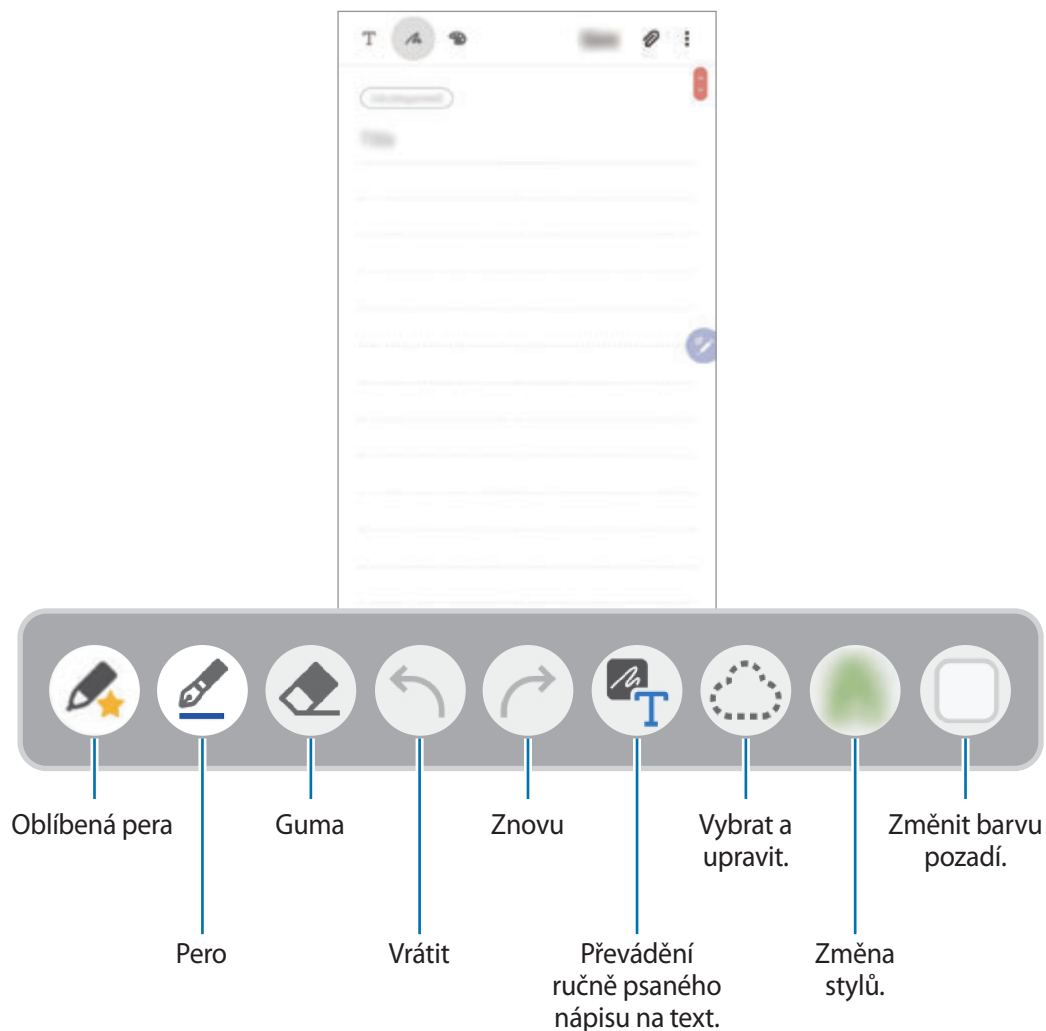 T
T
Oblíbená pera
Guma
Znovu
Vybrat a
upravit.
Změnit barvu
pozadí.
Pero
Vrátit
Převádění
ručně psaného
nápisu na text.
Změna
stylů.